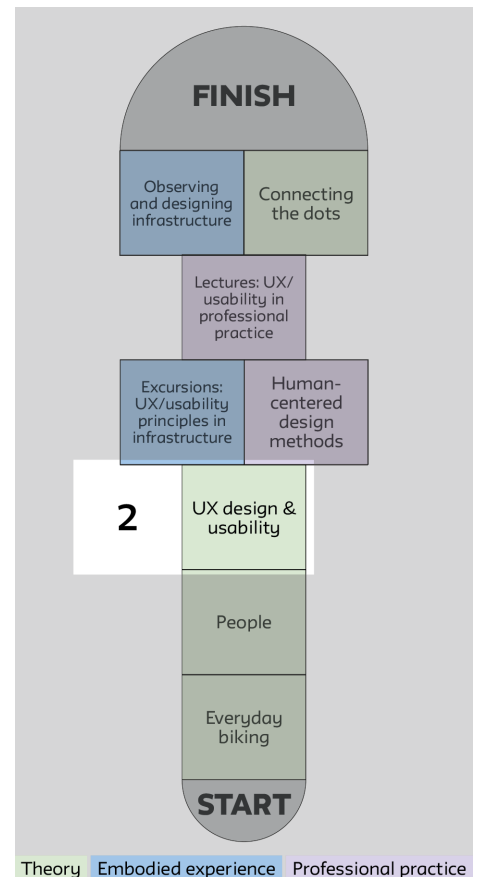 FINISH
Observing
and designing
infrastructure
Connecting
the dots
Lectures: UX/
usability in
professional
practice
Excursions:
UX/usability
principles in
infrastructure
Human-
centered
design
methods
2
UX design &
usability
People
Everyday
biking
START
Theory Embodied experience Professional practice